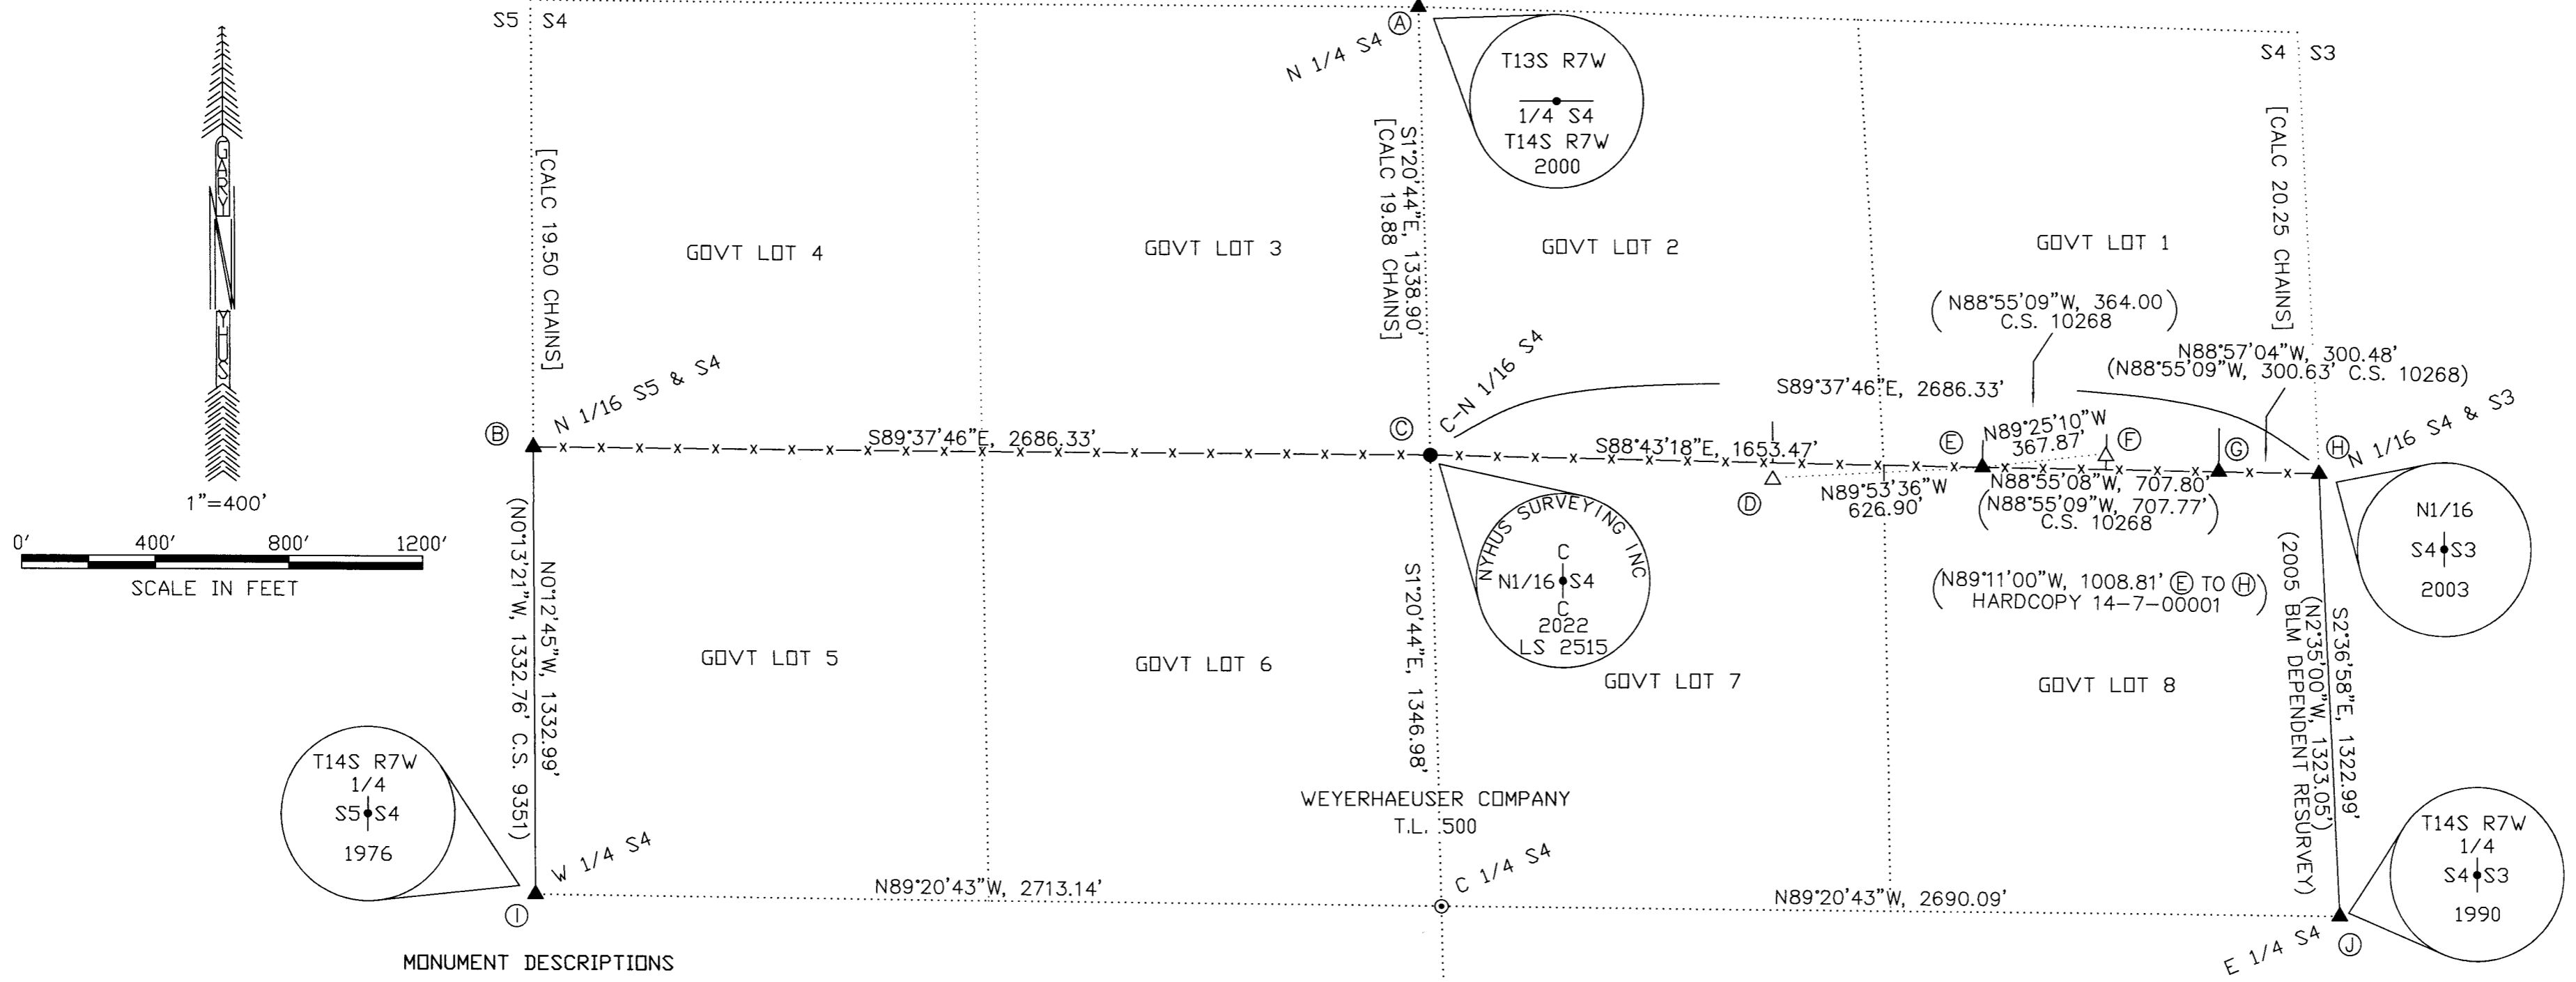 S5 S4
A
N 1/4 S4
T13S R7W
1/4 S4
T14S R7W
2000
S4 S3
GARY
N
YHUS
1"=400'
0' 400' 800' 1200'
SCALE IN FEET
[CALC 19.50 CHAINS]
S1°20'44"E, 1338.90'
[CALC 19.88 CHAINS]
[CALC 20.25 CHAINS]
GOVT LOT 4
GOVT LOT 3
GOVT LOT 2
GOVT LOT 1
(N88°55'09"W, 364.00)
C.S. 10268
N88°57'04"W, 300.48'
(N88°55'09"W, 300.63' C.S. 10268)
S89°37'46"E, 2686.33'
B
N 1/16 S5 & S4
S89°37'46"E, 2686.33'
C
C-N 1/16 S4
S88°43'18"E, 1653.47'
D
N89°53'36"W
626.90'
E
N89°25'10"W
367.87'
F
G
H
N 1/16 S4 & S3
N88°55'08"W, 707.80'
(N88°55'09"W, 707.77')
C.S. 10268
(N89°11'00"W, 1008.81' E TO H)
HARDCOPY 14-7-00001
NYHUS SURVEYING INC
C
N1/16 S4
C
2022
LS 2515
N1/16
S4 S3
2003
(N0°13'21"W, 1332.76' C.S. 9351)
N0°12'45"W, 1332.99'
S1°20'44"E, 1346.98'
S2°36'58"E, 1322.99'
(N2°35'00"W, 1323.05')
(2005 BLM DEPENDENT RESURVEY)
GOVT LOT 5
GOVT LOT 6
GOVT LOT 7
GOVT LOT 8
WEYERHAEUSER COMPANY
T.L. 500
T14S R7W
1/4
S5 S4
1976
W 1/4 S4
I
N89°20'43"W, 2713.14'
C 1/4 S4
N89°20'43"W, 2690.09'
T14S R7W
1/4
S4 S3
1990
E 1/4 S4
J
MONUMENT DESCRIPTIONS